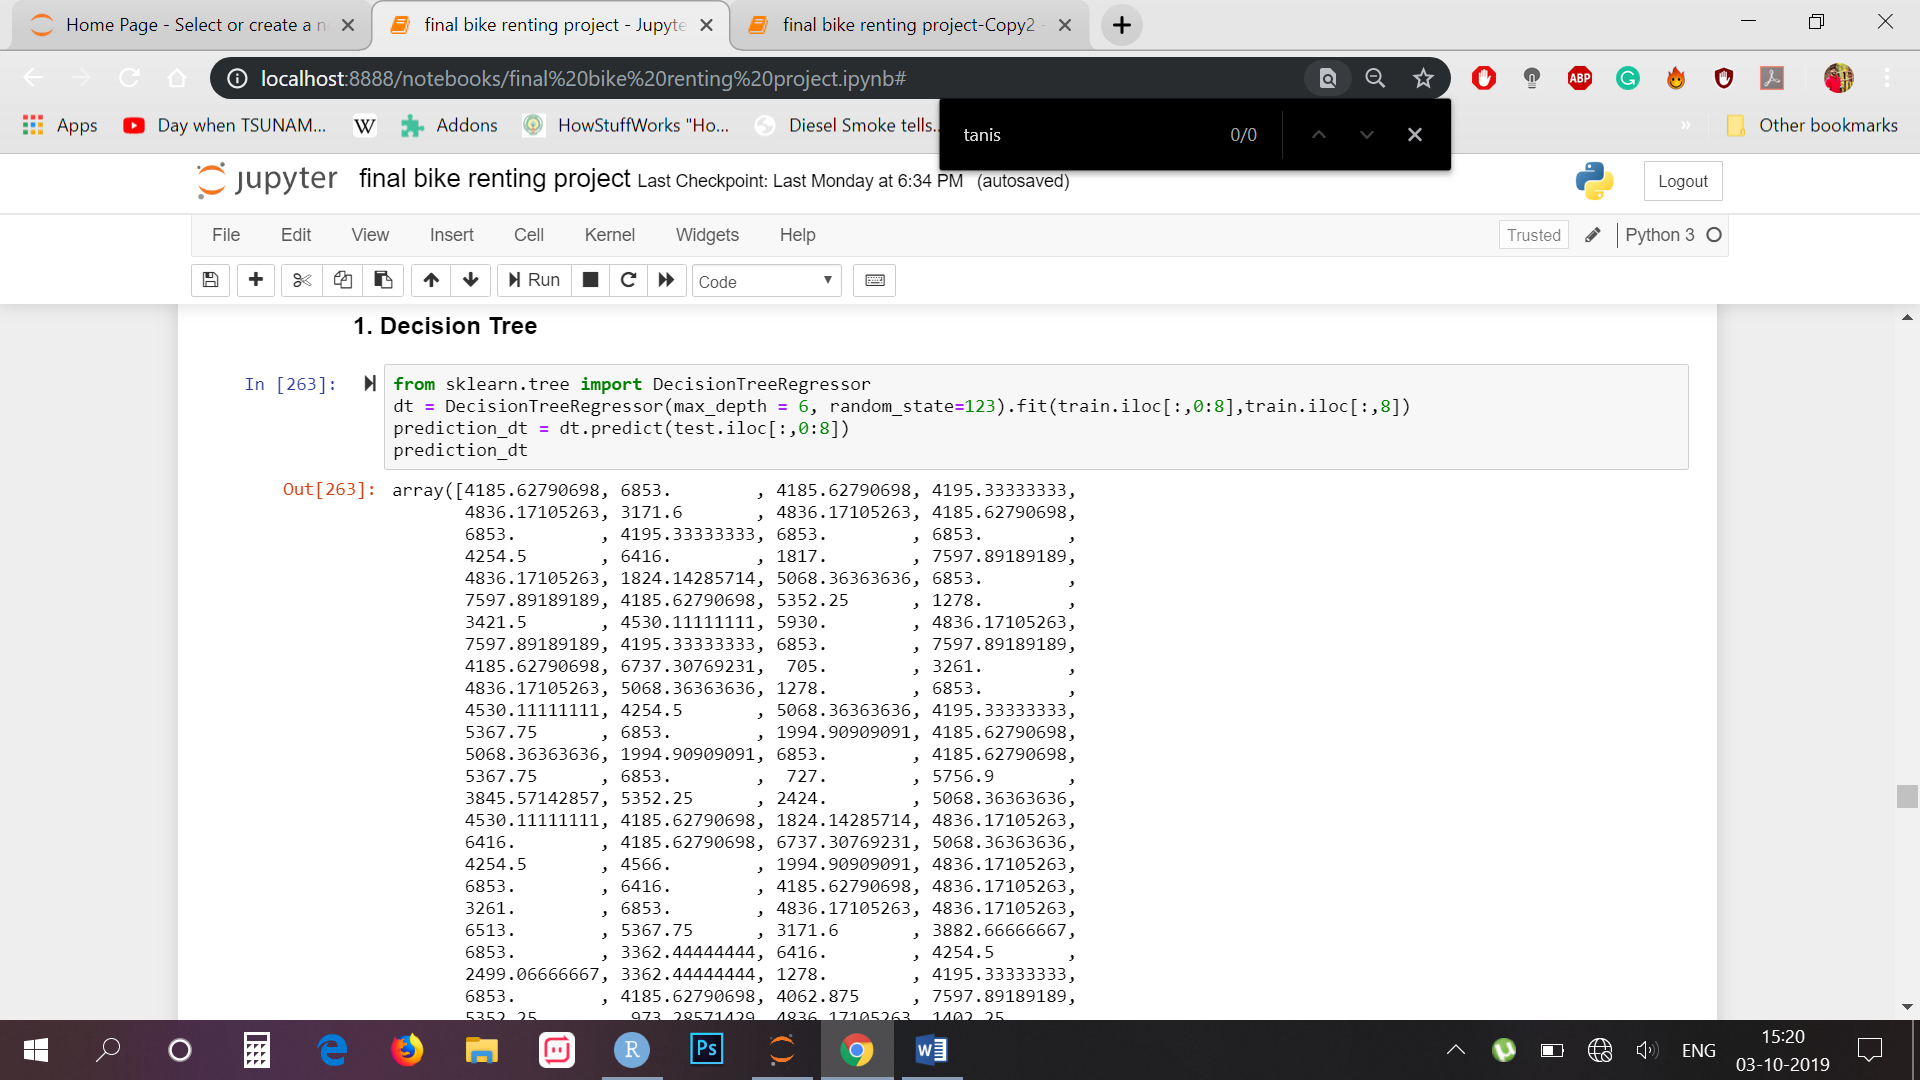 Home Page - Select or create a n
final bike renting project - Jupyte
final bike renting project-Copy2 -
localhost:8888/notebooks/final%20bike%20renting%20project.ipynb#
Apps
Day when TSUNAM...
W
Addons
HowStuffWorks "Ho...
Diesel Smoke tells...
»
Other bookmarks
ABP
tanis
0/0
jupyter
final bike renting project Last Checkpoint: Last Monday at 6:34 PM (autosaved)
Logout
File Edit View Insert Cell Kernel Widgets Help
Trusted
Python 3
Run
Code
1. Decision Tree
In [263]:
from sklearn.tree import DecisionTreeRegressor
dt = DecisionTreeRegressor(max_depth = 6, random_state=123).fit(train.iloc[:,0:8],train.iloc[:,8])
prediction_dt = dt.predict(test.iloc[:,0:8])
prediction_dt
Out[263]:
array([4185.62790698, 6853.        , 4185.62790698, 4195.33333333,
4836.17105263, 3171.6       , 4836.17105263, 4185.62790698,
6853.        , 4195.33333333, 6853.        , 6853.        ,
4254.5       , 6416.        , 1817.        , 7597.89189189,
4836.17105263, 1824.14285714, 5068.36363636, 6853.        ,
7597.89189189, 4185.62790698, 5352.25      , 1278.        ,
3421.5       , 4530.11111111, 5930.        , 4836.17105263,
7597.89189189, 4195.33333333, 6853.        , 7597.89189189,
4185.62790698, 6737.30769231,  705.        , 3261.        ,
4836.17105263, 5068.36363636, 1278.        , 6853.        ,
4530.11111111, 4254.5       , 5068.36363636, 4195.33333333,
5367.75      , 6853.        , 1994.90909091, 4185.62790698,
5068.36363636, 1994.90909091, 6853.        , 4185.62790698,
5367.75      , 6853.        ,  727.        , 5756.9       ,
3845.57142857, 5352.25      , 2424.        , 5068.36363636,
4530.11111111, 4185.62790698, 1824.14285714, 4836.17105263,
6416.        , 4185.62790698, 6737.30769231, 5068.36363636,
4254.5       , 4566.        , 1994.90909091, 4836.17105263,
6853.        , 6416.        , 4185.62790698, 4836.17105263,
3261.        , 6853.        , 4836.17105263, 4836.17105263,
6513.        , 5367.75      , 3171.6       , 3882.66666667,
6853.        , 3362.44444444, 6416.        , 4254.5       ,
2499.06666667, 3362.44444444, 1278.        , 4195.33333333,
6853.        , 4185.62790698, 4062.875     , 7597.89189189,
5352.25      ,  973.28571429, 4836.17105263, 1402.25
R
Ps
W
ENG
15:20
03-10-2019